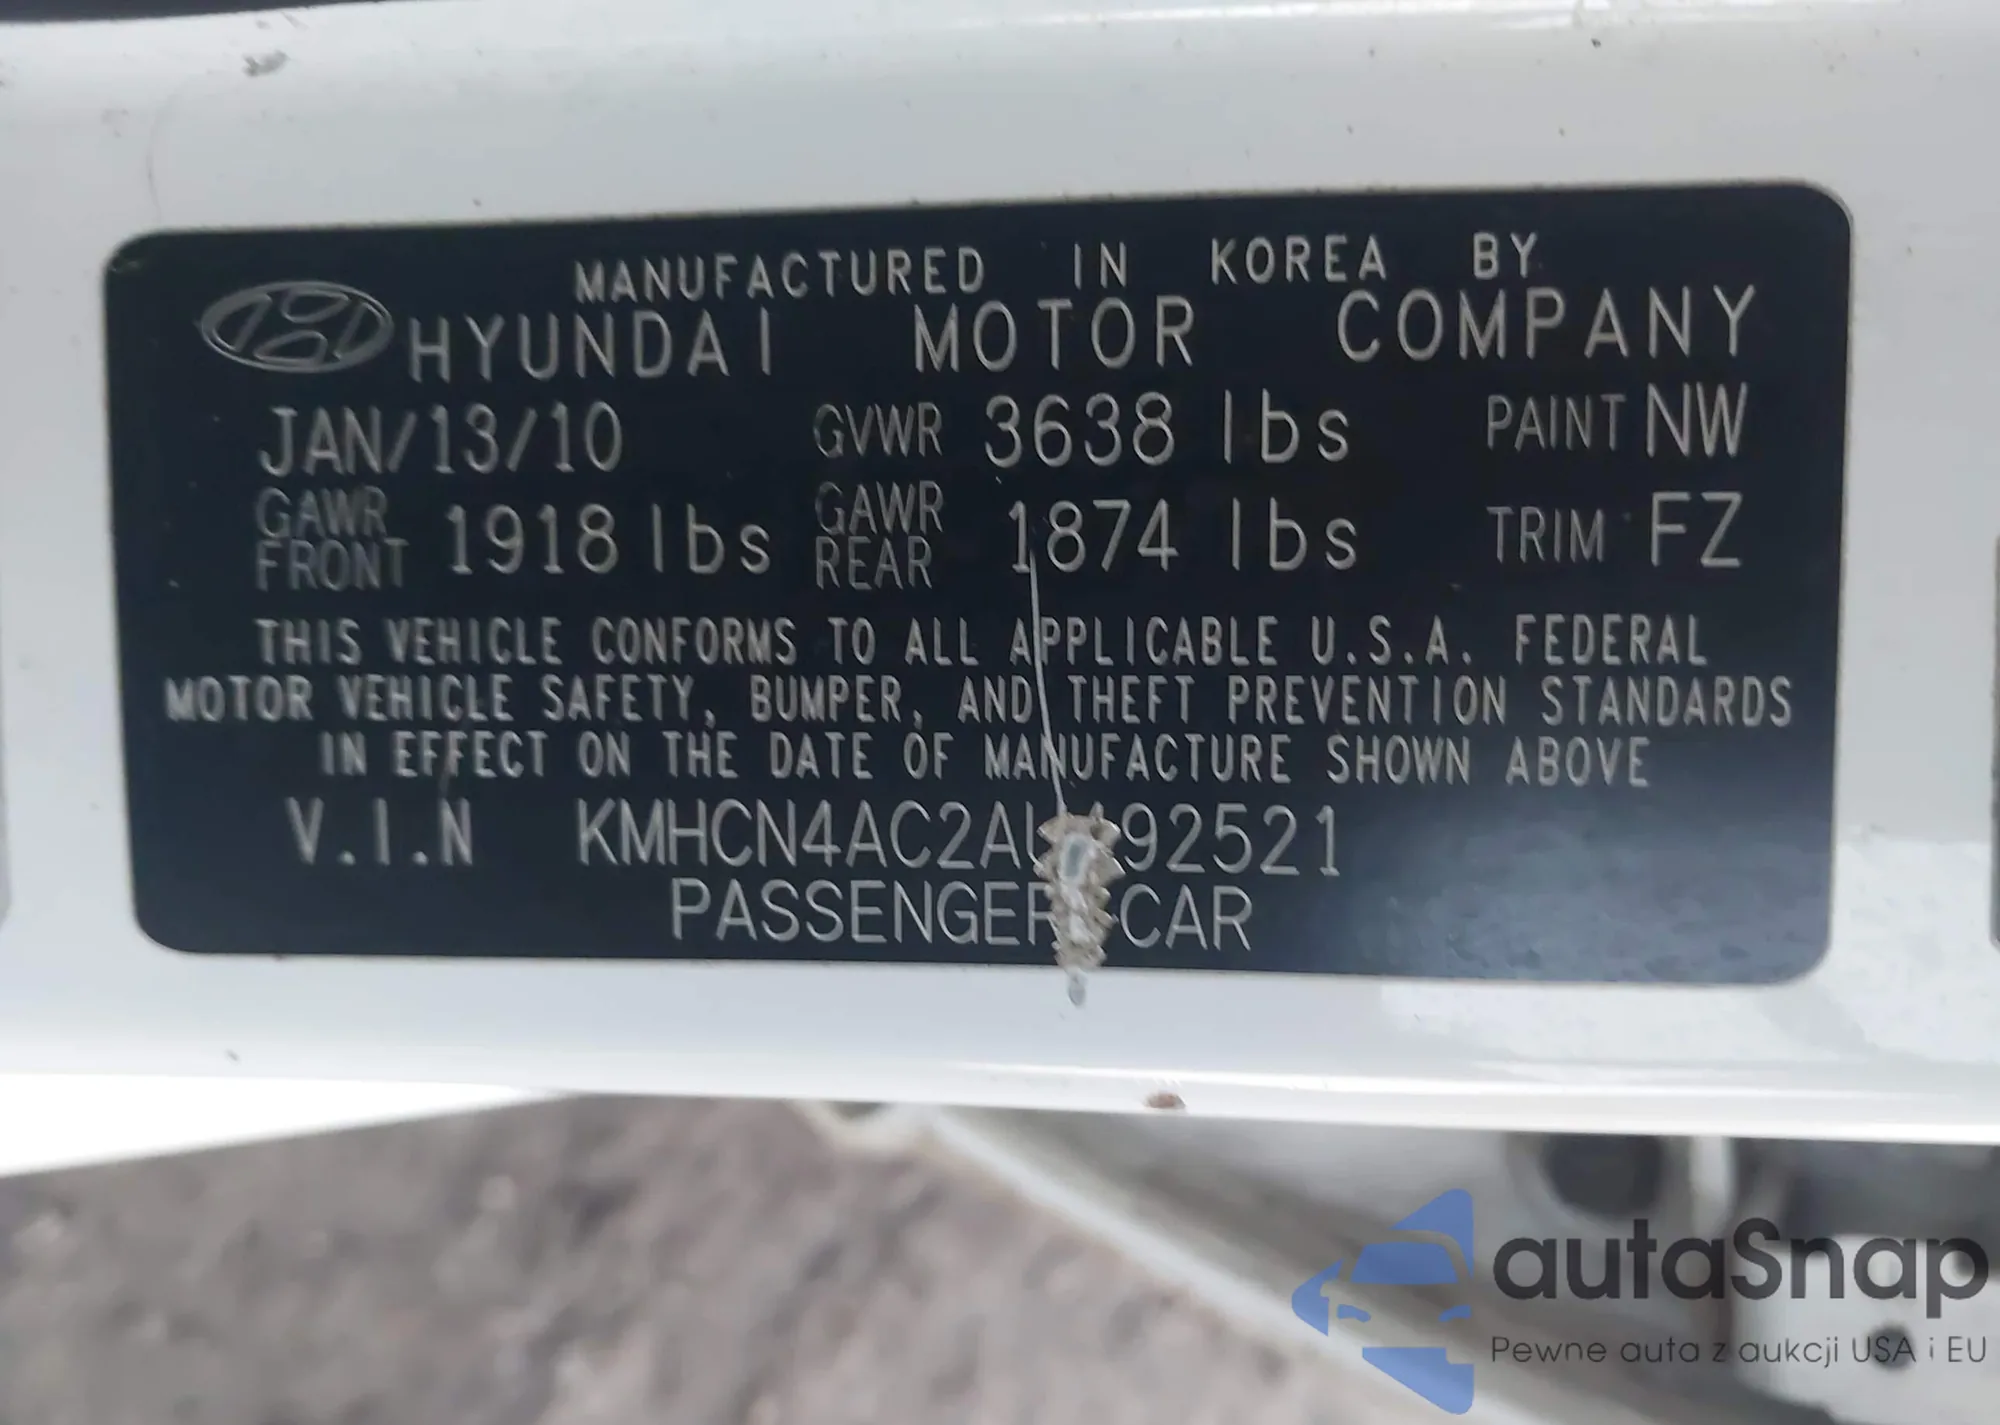 MANUFACTURED IN KOREA BY
HYUNDAI MOTOR COMPANY
JAN/13/10 GVWR 3638 lbs PAINT NW
GAWR FRONT 1918 lbs GAWR REAR 1874 lbs TRIM FZ
THIS VEHICLE CONFORMS TO ALL APPLICABLE U.S.A. FEDERAL
MOTOR VEHICLE SAFETY, BUMPER, AND THEFT PREVENTION STANDARDS
IN EFFECT ON THE DATE OF MANUFACTURE SHOWN ABOVE
V.I.N
PASSENGER CAR
autaSnap
Pewne auta z aukcji USA i EU